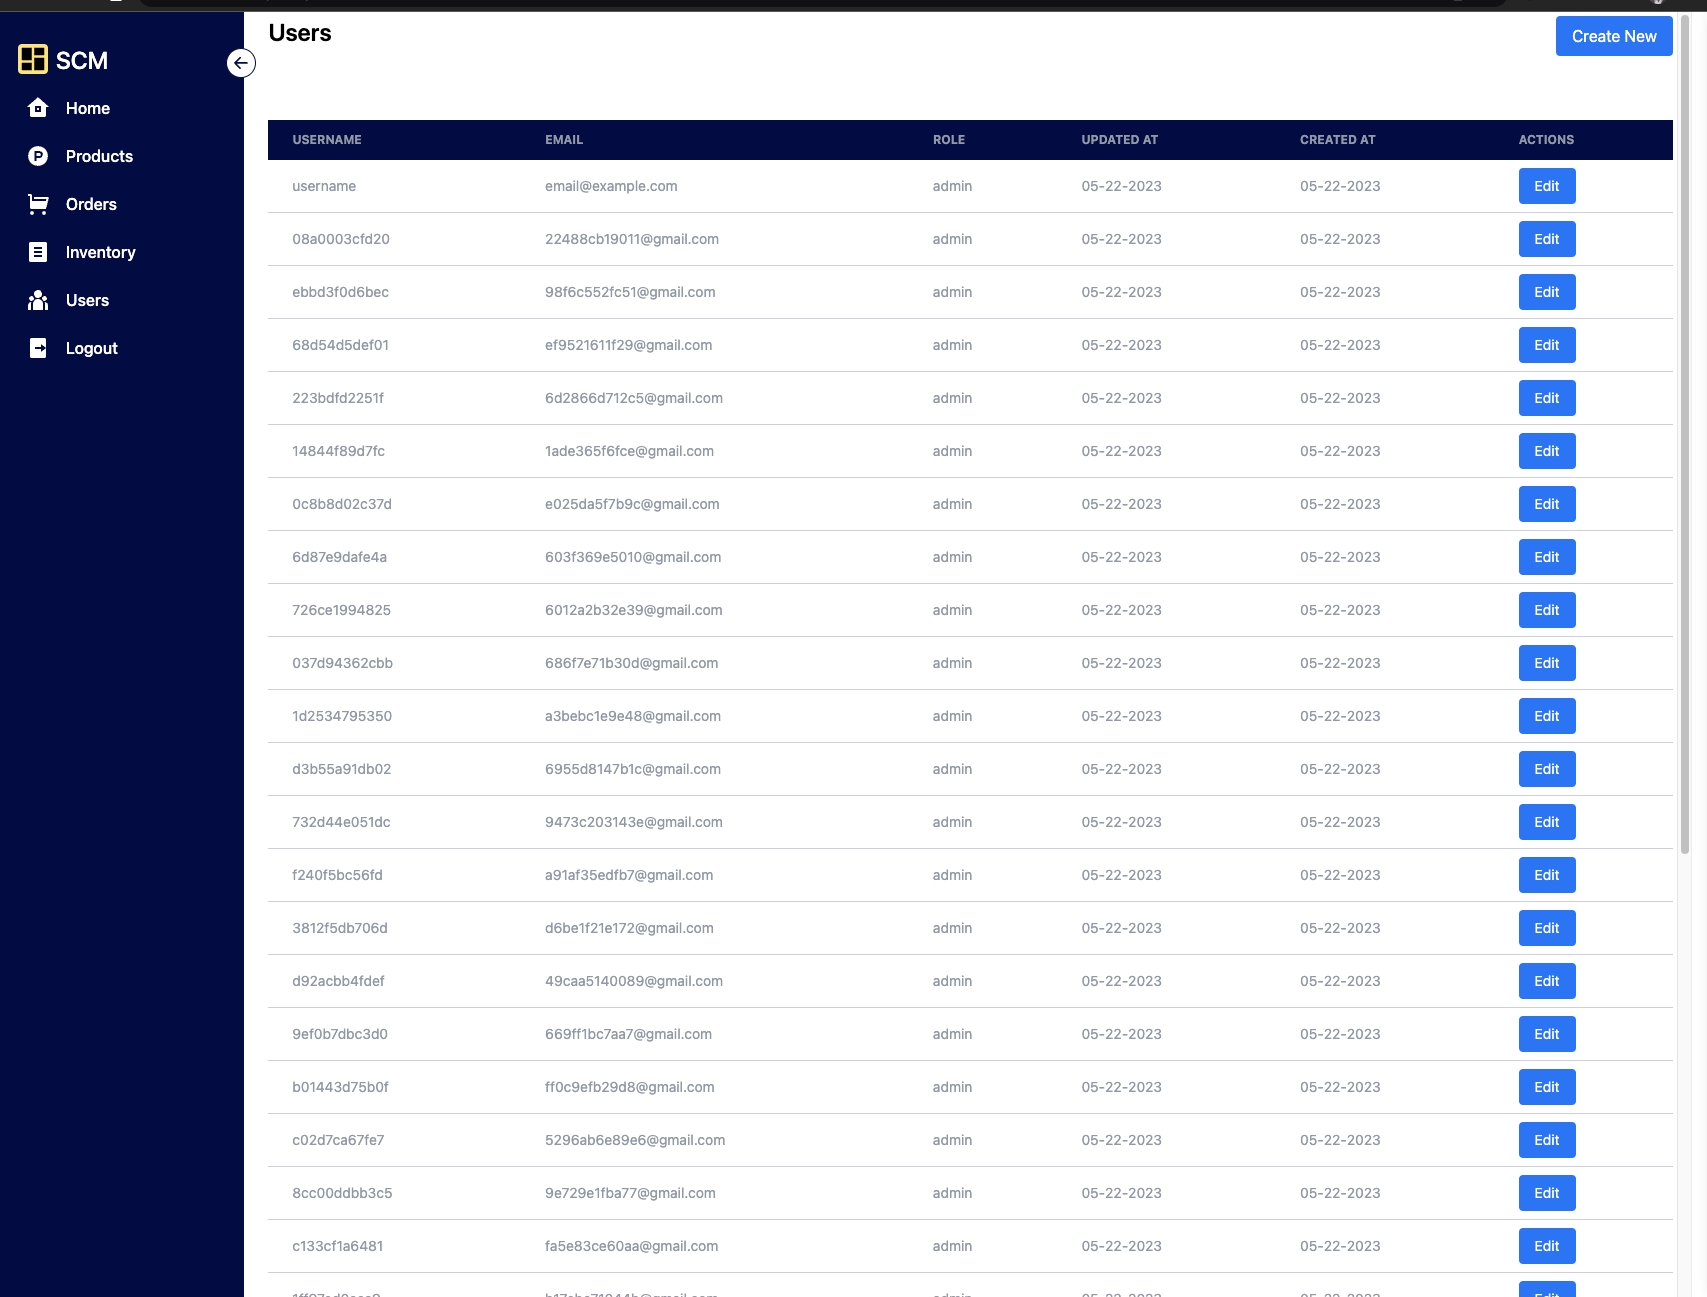 Users
Create New
SCM
Home
Products
Orders
Inventory
Users
Logout
USERNAME EMAIL ROLE UPDATED AT CREATED AT ACTIONS
username email@example.com admin 05-22-2023 05-22-2023 Edit
08a0003cfd20 22488cb19011@gmail.com admin 05-22-2023 05-22-2023 Edit
ebbd3f0d6bec 98f6c552fc51@gmail.com admin 05-22-2023 05-22-2023 Edit
68d54d5def01 ef9521611f29@gmail.com admin 05-22-2023 05-22-2023 Edit
223bdfd2251f 6d2866d712c5@gmail.com admin 05-22-2023 05-22-2023 Edit
14844f89d7fc 1ade365f6fce@gmail.com admin 05-22-2023 05-22-2023 Edit
0c8b8d02c37d e025da5f7b9c@gmail.com admin 05-22-2023 05-22-2023 Edit
6d87e9dafe4a 603f369e5010@gmail.com admin 05-22-2023 05-22-2023 Edit
726ce1994825 6012a2b32e39@gmail.com admin 05-22-2023 05-22-2023 Edit
037d94362cbb 686f7e71b30d@gmail.com admin 05-22-2023 05-22-2023 Edit
1d2534795350 a3bebc1e9e48@gmail.com admin 05-22-2023 05-22-2023 Edit
d3b55a91db02 6955d8147b1c@gmail.com admin 05-22-2023 05-22-2023 Edit
732d44e051dc 9473c203143e@gmail.com admin 05-22-2023 05-22-2023 Edit
f240f5bc56fd a91af35edfb7@gmail.com admin 05-22-2023 05-22-2023 Edit
3812f5db706d d6be1f21e172@gmail.com admin 05-22-2023 05-22-2023 Edit
d92acbb4fdef 49caa5140089@gmail.com admin 05-22-2023 05-22-2023 Edit
9ef0b7dbc3d0 669ff1bc7aa7@gmail.com admin 05-22-2023 05-22-2023 Edit
b01443d75b0f ff0c9efb29d8@gmail.com admin 05-22-2023 05-22-2023 Edit
c02d7ca67fe7 5296ab6e89e6@gmail.com admin 05-22-2023 05-22-2023 Edit
8cc00ddbb3c5 9e729e1fba77@gmail.com admin 05-22-2023 05-22-2023 Edit
c133cf1a6481 fa5e83ce60aa@gmail.com admin 05-22-2023 05-22-2023 Edit
admin 05-22-2023 05-22-2023 Edit